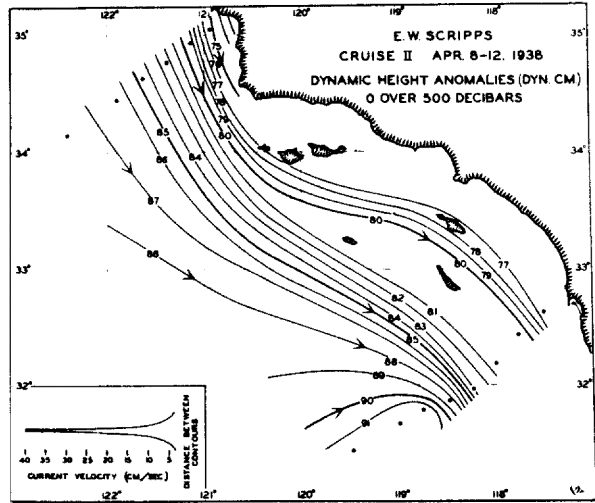 122° 121° 120° 119° 118°
35° 35°
E.W. SCRIPPS
CRUISE II APR. 8-12, 1938
DYNAMIC HEIGHT ANOMALIES (DYN. CM)
0 OVER 500 DECIBARS
75
77
78
79
80
34° 34°
85
84
86
87
80
78
77
80
79
88
33° 33°
82
81
84
83
85
88
89
32° 32°
90
91
DISTANCE BETWEEN
CONTOURS
40 30 20 10 5
CURRENT VELOCITY (CM/SEC.)
122° 121° 120° 119° 118°